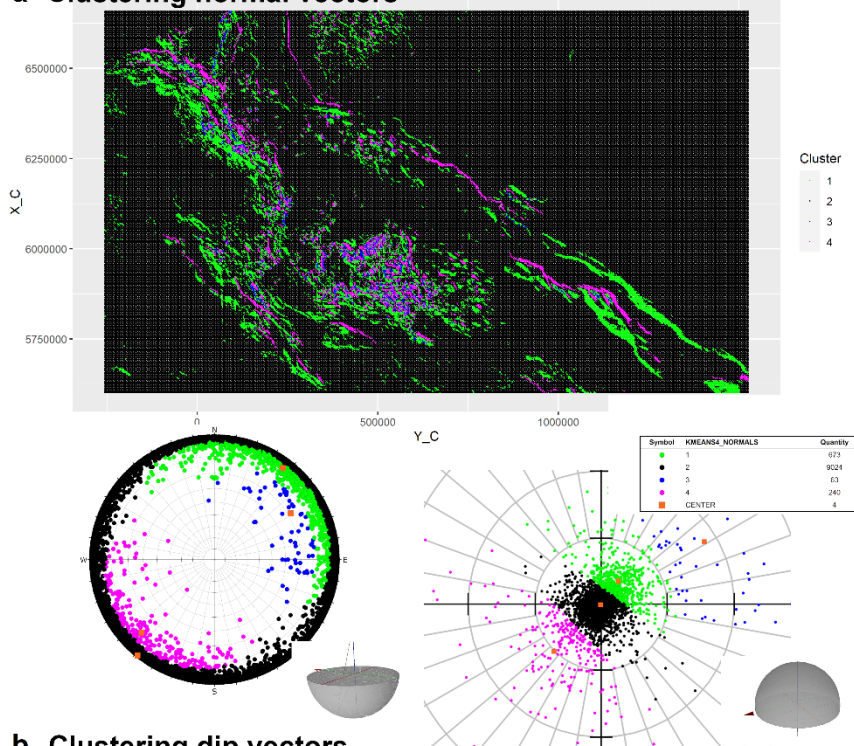 a Clustering normal vectors
6500000
6250000
6000000
5750000
X_C
0
500000
1000000
Y_C
Cluster
1
2
3
4
N
W
E
S
Symbol KMEANS4_NORMALS Quantity
1 673
2 9024
3 63
4 240
CENTER 4
b Clustering dip vectors